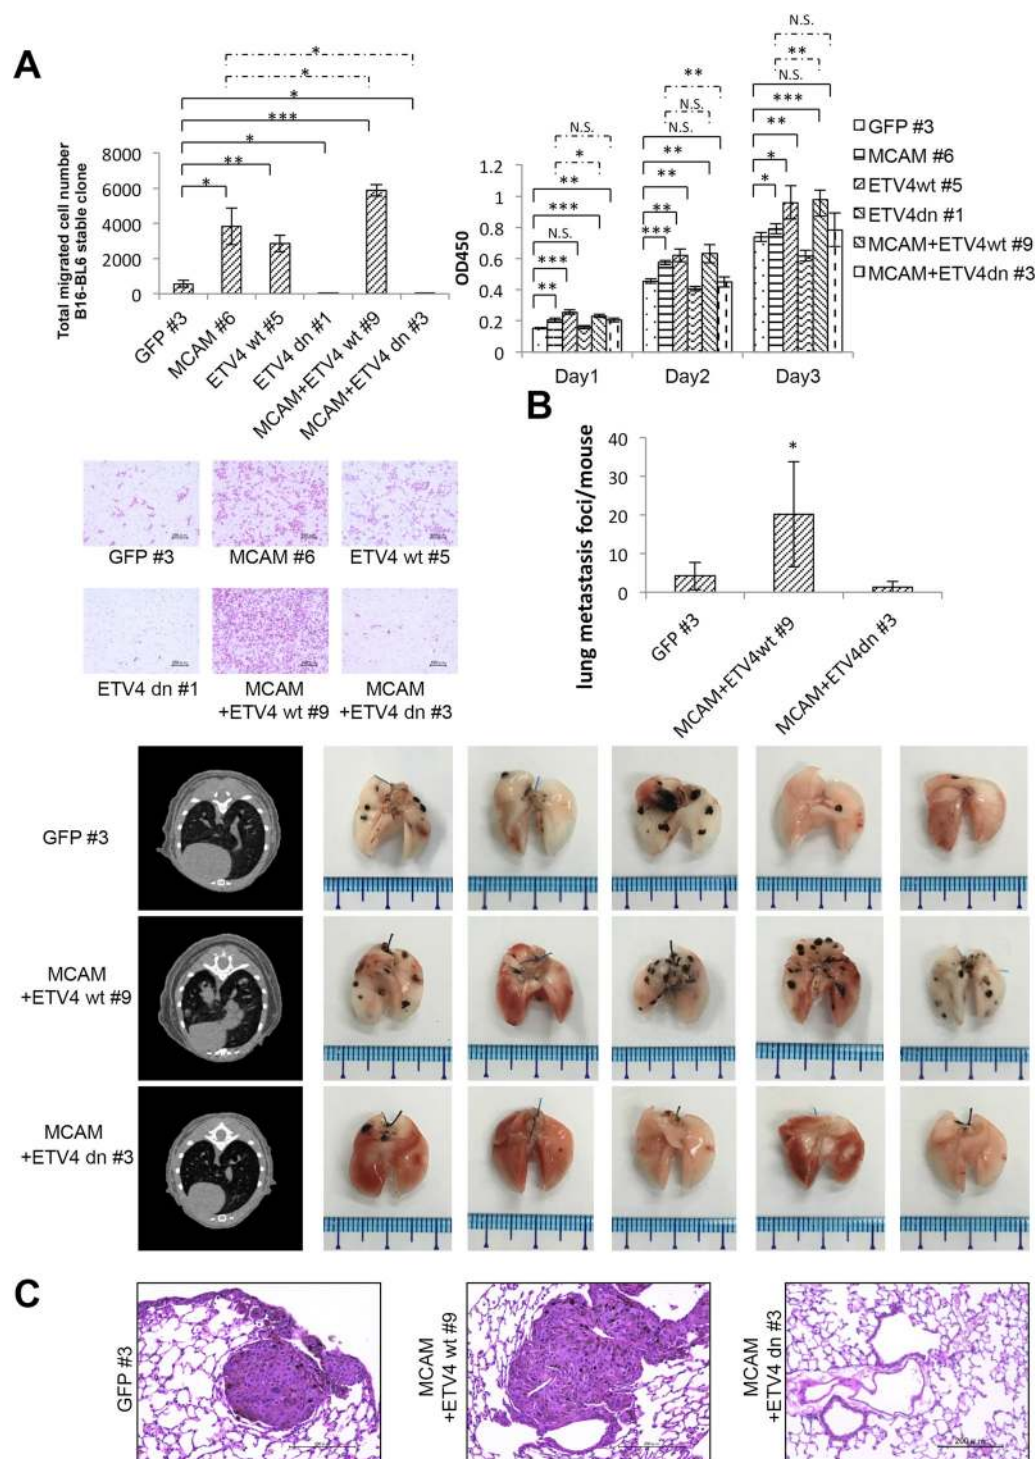 A
*
*
*
***
*
**
*
Total migrated cell number
B16-BL6 stable clone
8000
6000
4000
2000
0
GFP #3
MCAM #6
ETV4 wt #5
ETV4 dn #1
MCAM+ETV4 wt #9
MCAM+ETV4 dn #3
N.S.
*
**
***
N.S.
***
**
**
N.S.
N.S.
**
**
**
***
N.S.
**
N.S.
***
**
*
*
OD450
1.2
1
0.8
0.6
0.4
0.2
0
Day1
Day2
Day3
GFP #3
MCAM #6
ETV4wt #5
ETV4dn #1
MCAM+ETV4wt #9
MCAM+ETV4dn #3
GFP #3
MCAM #6
ETV4 wt #5
ETV4 dn #1
MCAM
+ETV4 wt #9
MCAM
+ETV4 dn #3
B
lung metastasis foci/mouse
40
30
20
10
0
*
GFP #3
MCAM+ETV4wt #9
MCAM+ETV4dn #3
GFP #3
MCAM
+ETV4 wt #9
MCAM
+ETV4 dn #3
C
GFP #3
MCAM
+ETV4 wt #9
MCAM
+ETV4 dn #3